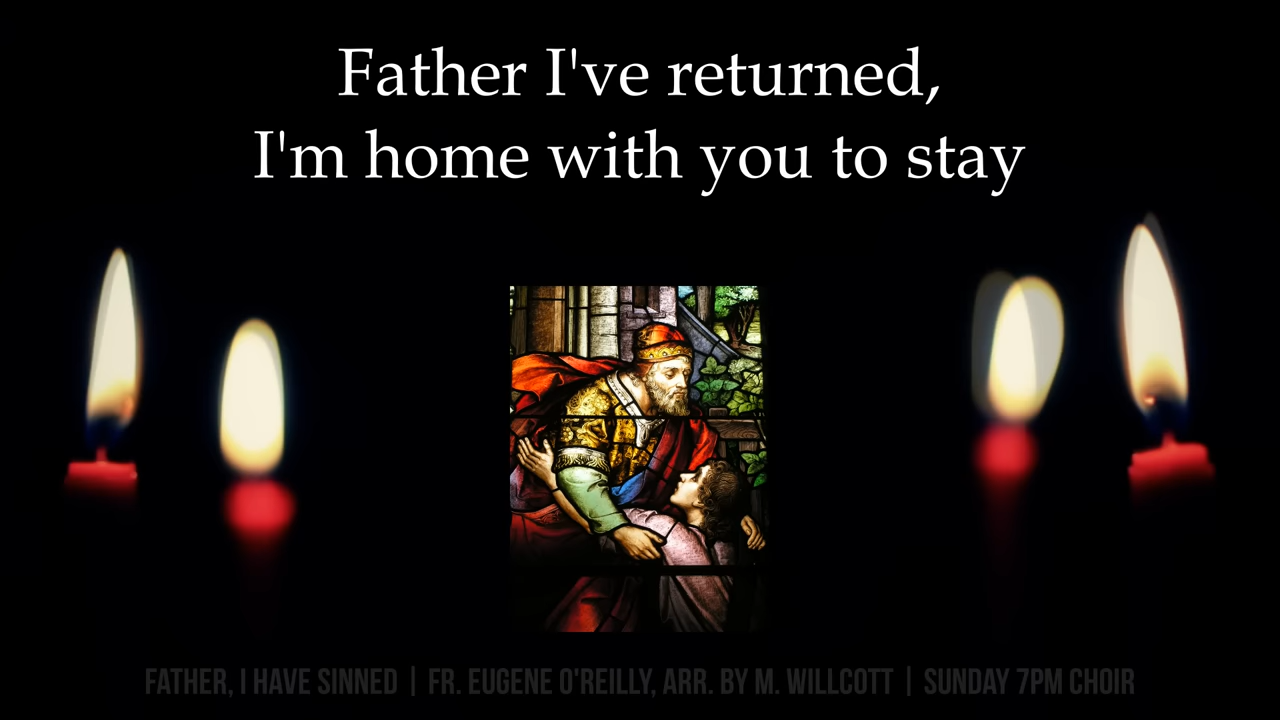 Father I've returned,
I'm home with you to stay
FATHER, I HAVE SINNED | FR. EUGENE O'REILLY, ARR. BY M. WILLCOTT | SUNDAY 7PM CHOIR